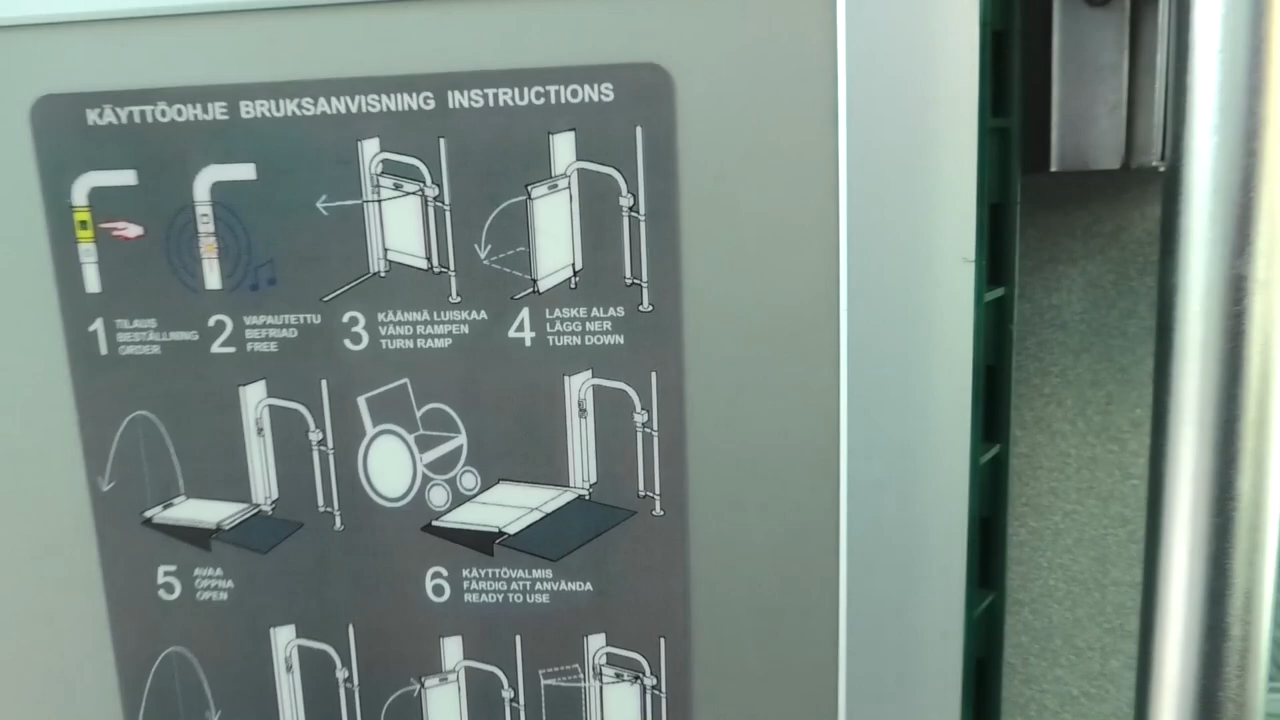 KÄYTTÖOHJE BRUKSANVISNING INSTRUCTIONS
1 TILAUS
BESTÄLLNING
ORDER
2 VAPAUTETTU
BEFRIAD
FREE
3 KÄÄNNÄ LUISKAA
VÄND RAMPEN
TURN RAMP
4 LASKE ALAS
LÄGG NER
TURN DOWN
5 AVAA
ÖPPNA
OPEN
6 KÄYTTÖVALMIS
FÄRDIG ATT ANVÄNDA
READY TO USE